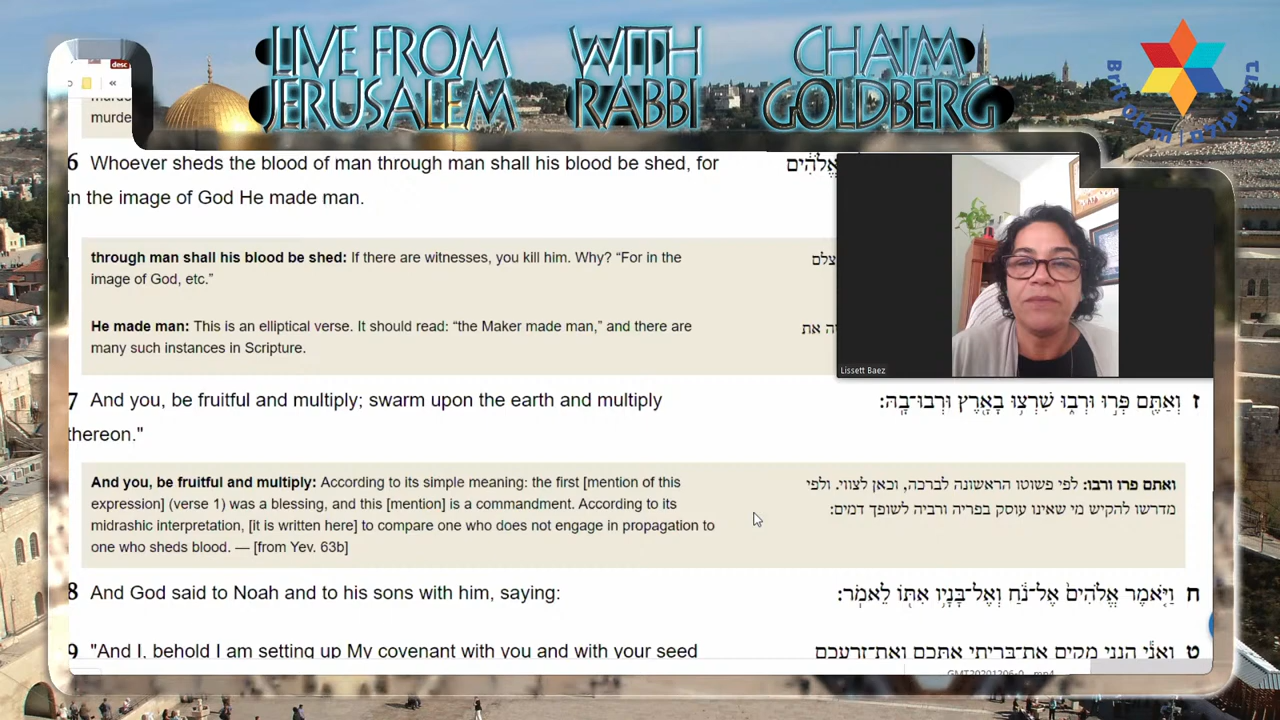 LIVE FROM WITH CHAIM
JERUSALEM RABBI GOLDBERG
Brit Olam | ברית עולם
desc
«
murde
6 Whoever sheds the blood of man through man shall his blood be shed, for
in the image of God He made man.
אֱלֹהִ֔ים
through man shall his blood be shed: If there are witnesses, you kill him. Why? “For in the
image of God, etc.”
צלם
He made man: This is an elliptical verse. It should read: “the Maker made man,” and there are
many such instances in Scripture.
ה את
Lissett Baez
7 And you, be fruitful and multiply; swarm upon the earth and multiply
thereon."
ז וְאַתֶּ֖ם פְּר֣וּ וּרְב֑וּ שִׁרְצ֥וּ בָאָ֖רֶץ וּרְבוּ־בָֽהּ:
And you, be fruitful and multiply: According to its simple meaning: the first [mention of this
expression] (verse 1) was a blessing, and this [mention] is a commandment. According to its
midrashic interpretation, [it is written here] to compare one who does not engage in propagation to
one who sheds blood. — [from Yev. 63b]
ואתם פרו ורבו: לפי פשוטו הראשונה לברכה, וכאן לצווי. ולפי
מדרשו להקיש מי שאינו עוסק בפריה ורביה לשופך דמים:
8 And God said to Noah and to his sons with him, saying:
ח וַיֹּ֤אמֶר אֱלֹהִים֙ אֶל־נֹ֔חַ וְאֶל־בָּנָ֥יו אִתּ֖וֹ לֵאמֹֽר:
9 "And I, behold I am setting up My covenant with you and with your seed
ט וַאֲנִ֕י הִנְנִ֥י מֵקִ֛ים אֶת־בְּרִיתִ֖י אִתְּכֶ֑ם וְאֶֽת־זַרְעֲכֶ֖ם